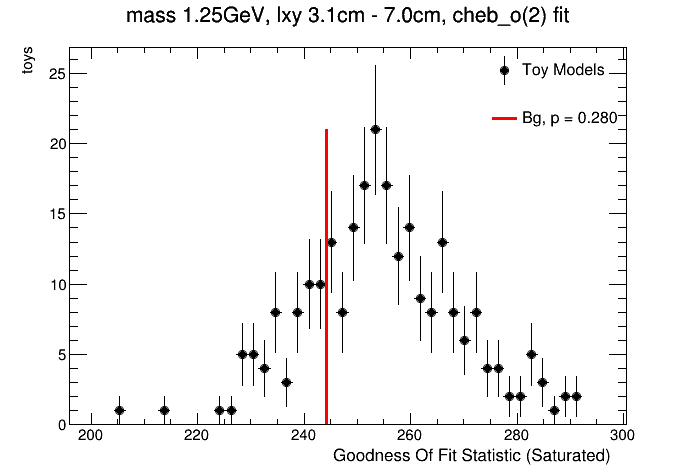 mass 1.25GeV, lxy 3.1cm - 7.0cm, cheb_o(2) fit
toys
25
20
15
10
5
0
Toy Models
Bg, p = 0.280
200 220 240 260 280 300
Goodness Of Fit Statistic (Saturated)